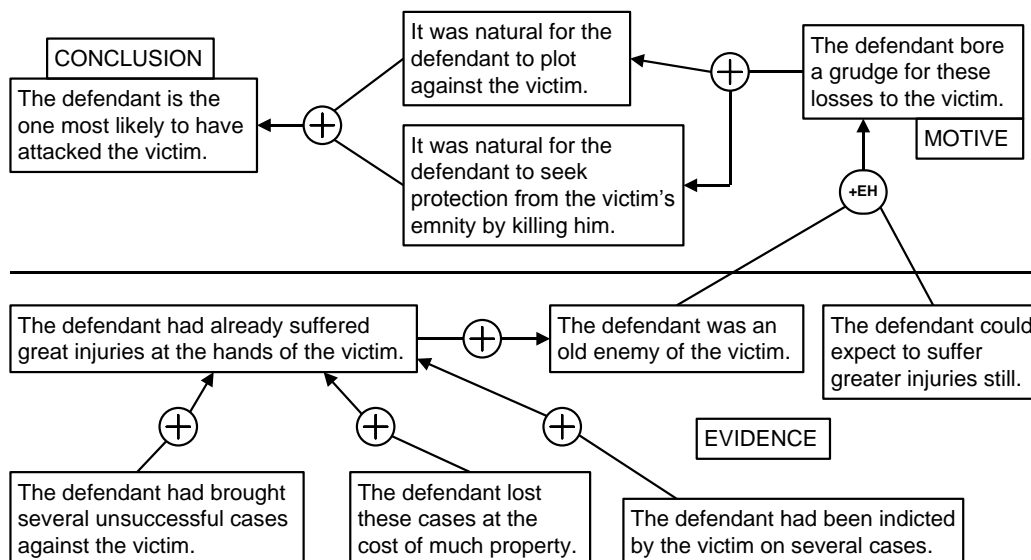 CONCLUSION
The defendant is the
one most likely to have
attacked the victim.
It was natural for the
defendant to plot
against the victim.
It was natural for the
defendant to seek
protection from the victim's
emnity by killing him.
The defendant bore
a grudge for these
losses to the victim.
MOTIVE
+EH
The defendant had already suffered
great injuries at the hands of the victim.
The defendant was an
old enemy of the victim.
The defendant could
expect to suffer
greater injuries still.
EVIDENCE
The defendant had brought
several unsuccessful cases
against the victim.
The defendant lost
these cases at the
cost of much property.
The defendant had been indicted
by the victim on several cases.